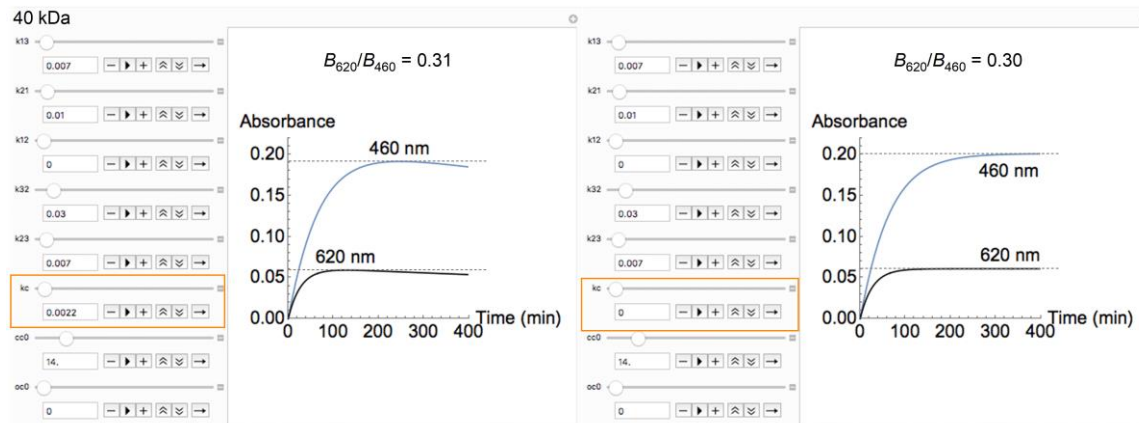 40 kDa
k13
0.007
k21
0.01
k12
0
k32
0.03
k23
0.007
kc
0.0022
cc0
14.
oc0
0
B620/B460 = 0.31
Absorbance
0.20
0.15
0.10
0.05
0.00
460 nm
620 nm
0 100 200 300 400
Time (min)
k13
0.007
k21
0.01
k12
0
k32
0.03
k23
0.007
kc
0
cc0
14.
oc0
0
B620/B460 = 0.30
Absorbance
0.20
0.15
0.10
0.05
0.00
460 nm
620 nm
0 100 200 300 400
Time (min)